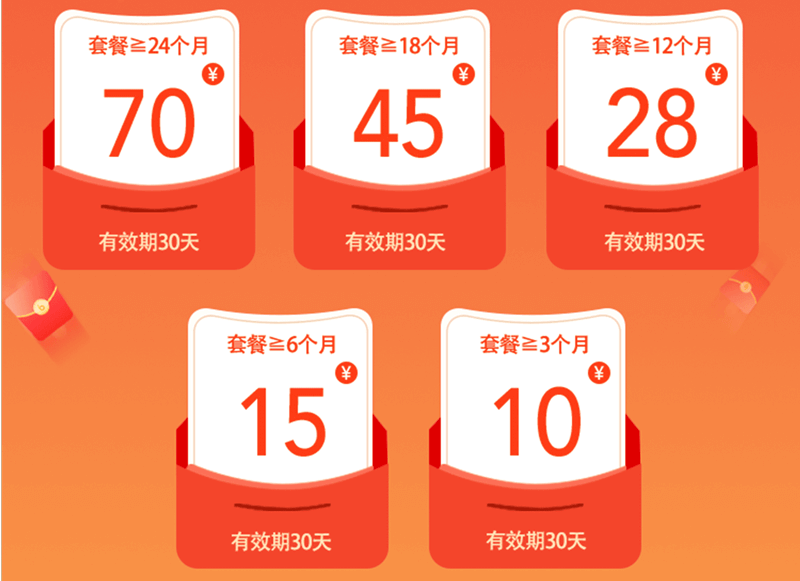 套餐≧24个月
¥
70
有效期30天
套餐≧18个月
¥
45
有效期30天
套餐≧12个月
¥
28
有效期30天
套餐≧6个月
¥
15
有效期30天
套餐≧3个月
¥
10
有效期30天